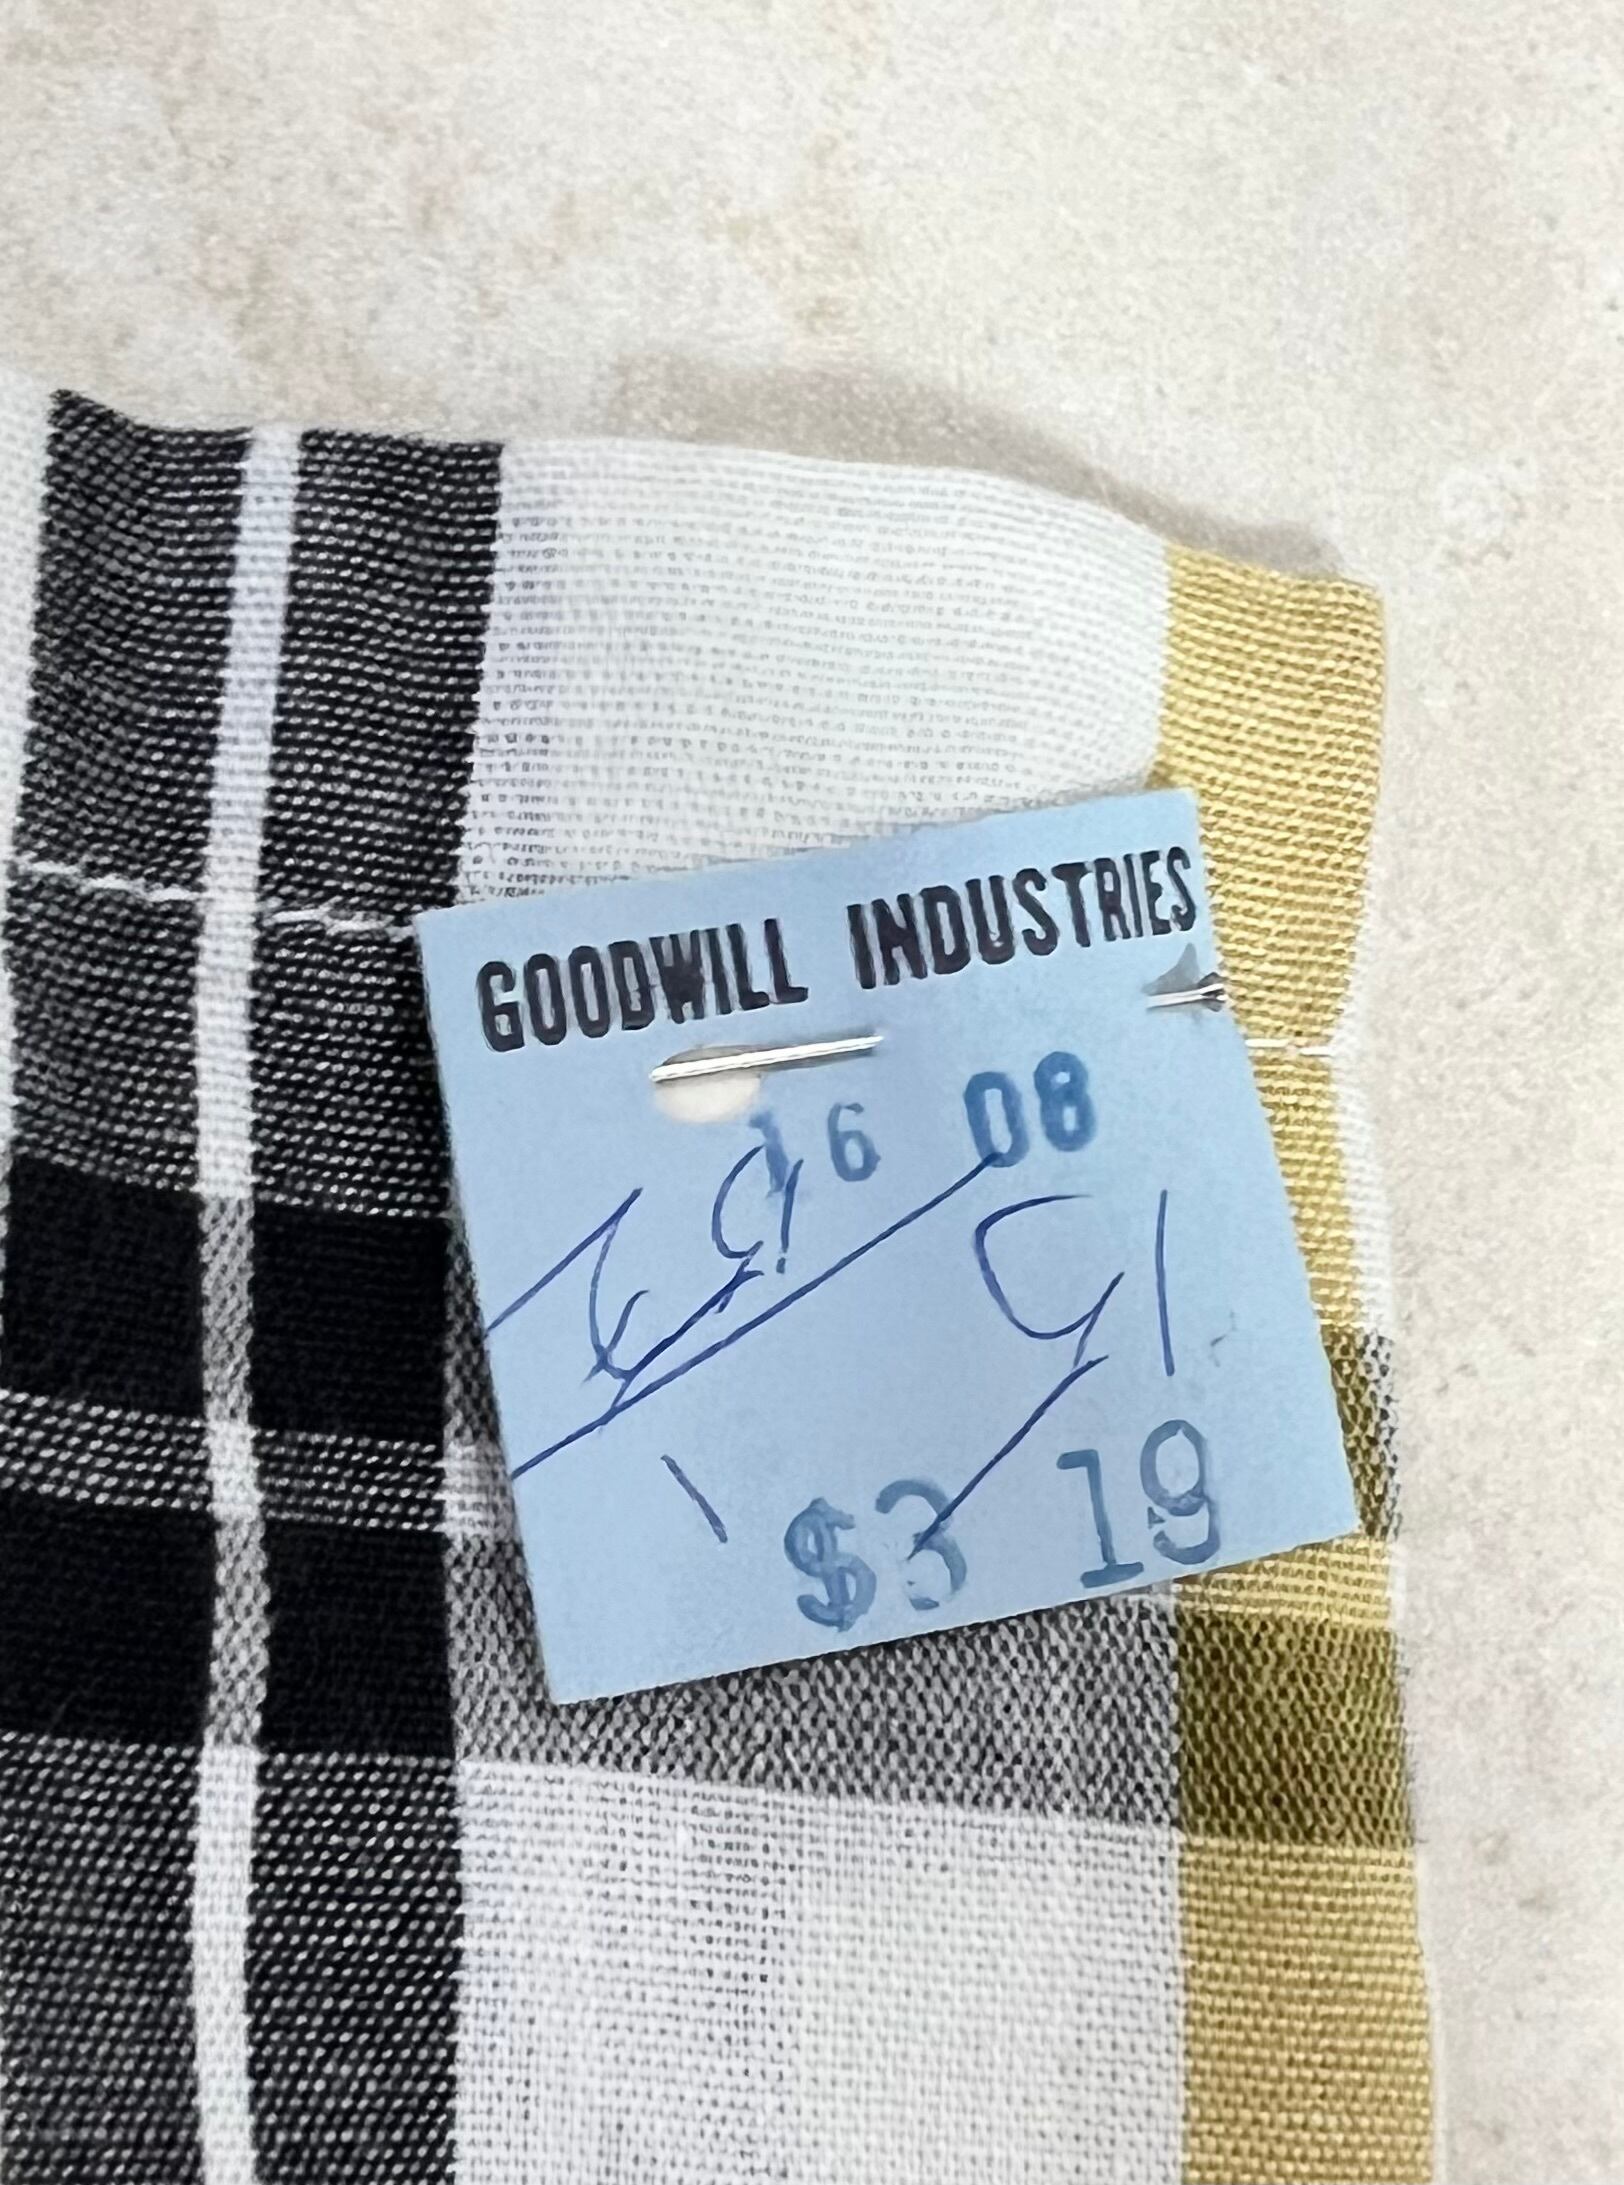 GOODWILL INDUSTRIES
16 08
$3 19